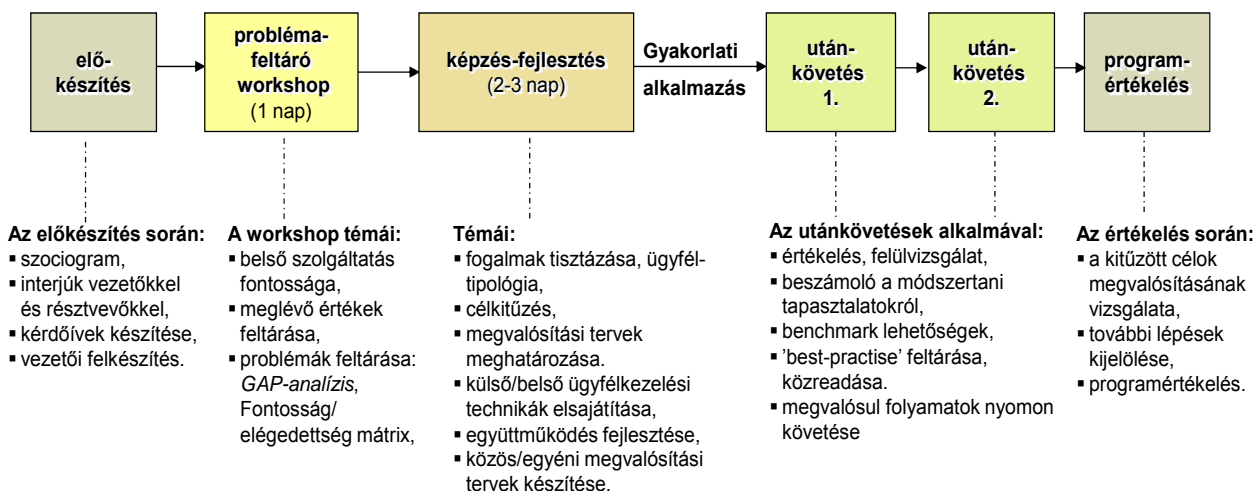 elő-
készítés
probléma-
feltáró
workshop
(1 nap)
képzés-fejlesztés
(2-3 nap)
Gyakorlati
alkalmazás
után-
követés
1.
után-
követés
2.
program-
értékelés
Az előkészítés során:
▪ szociogram,
▪ interjúk vezetőkkel
és résztvevőkkel,
▪ kérdőívek készítése,
▪ vezetői felkészítés.
A workshop témái:
▪ belső szolgáltatás
fontossága,
▪ meglévő értékek
feltárása,
▪ problémák feltárása:
GAP-analízis,
Fontosság/
elégedettség mátrix,
Témái:
▪ fogalmak tisztázása, ügyfél-
tipológia,
▪ célkitűzés,
▪ megvalósítási tervek
meghatározása.
▪ külső/belső ügyfélkezelési
technikák elsajátítása,
▪ együttműködés fejlesztése,
▪ közös/egyéni megvalósítási
tervek készítése.
Az utánkövetések alkalmával:
▪ értékelés, felülvizsgálat,
▪ beszámoló a módszertani
tapasztalatokról,
▪ benchmark lehetőségek,
▪ 'best-practise' feltárása,
közreadása.
▪ megvalósul folyamatok nyomon
követése
Az értékelés során:
▪ a kitűzött célok
megvalósításának
vizsgálata,
▪ további lépések
kijelölése,
▪ programértékelés.